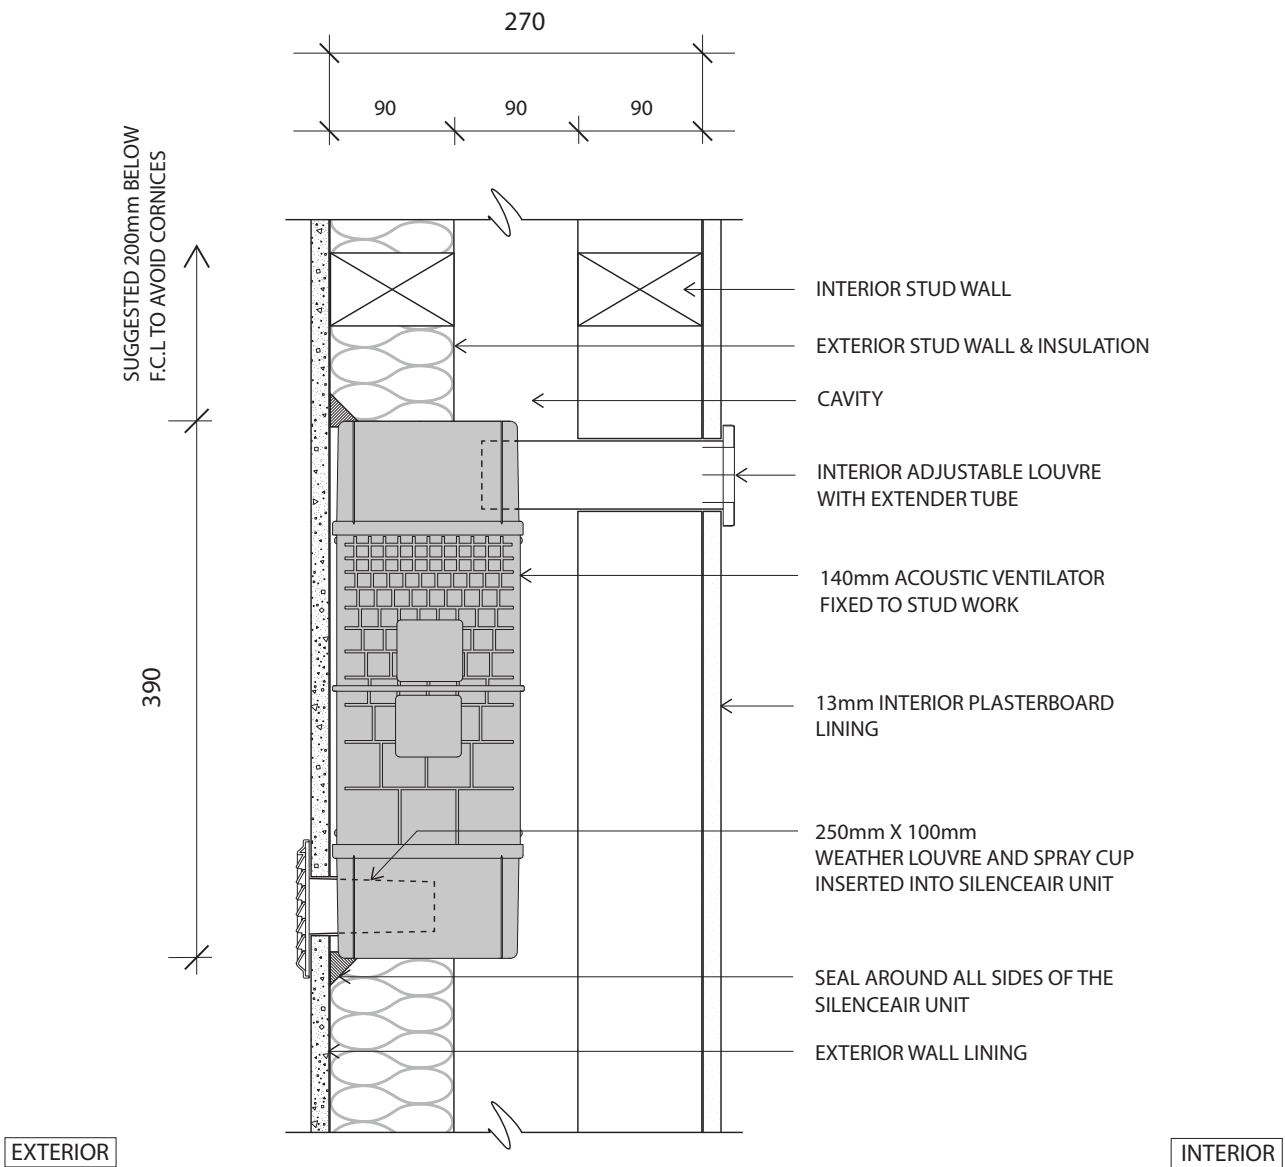 270
90
90
90
SUGGESTED 200mm BELOW
F.C.L TO AVOID CORNICES
INTERIOR STUD WALL
EXTERIOR STUD WALL & INSULATION
CAVITY
INTERIOR ADJUSTABLE LOUVRE
WITH EXTENDER TUBE
140mm ACOUSTIC VENTILATOR
FIXED TO STUD WORK
390
13mm INTERIOR PLASTERBOARD
LINING
250mm X 100mm
WEATHER LOUVRE AND SPRAY CUP
INSERTED INTO SILENCEAIR UNIT
SEAL AROUND ALL SIDES OF THE
SILENCEAIR UNIT
EXTERIOR WALL LINING
EXTERIOR
INTERIOR